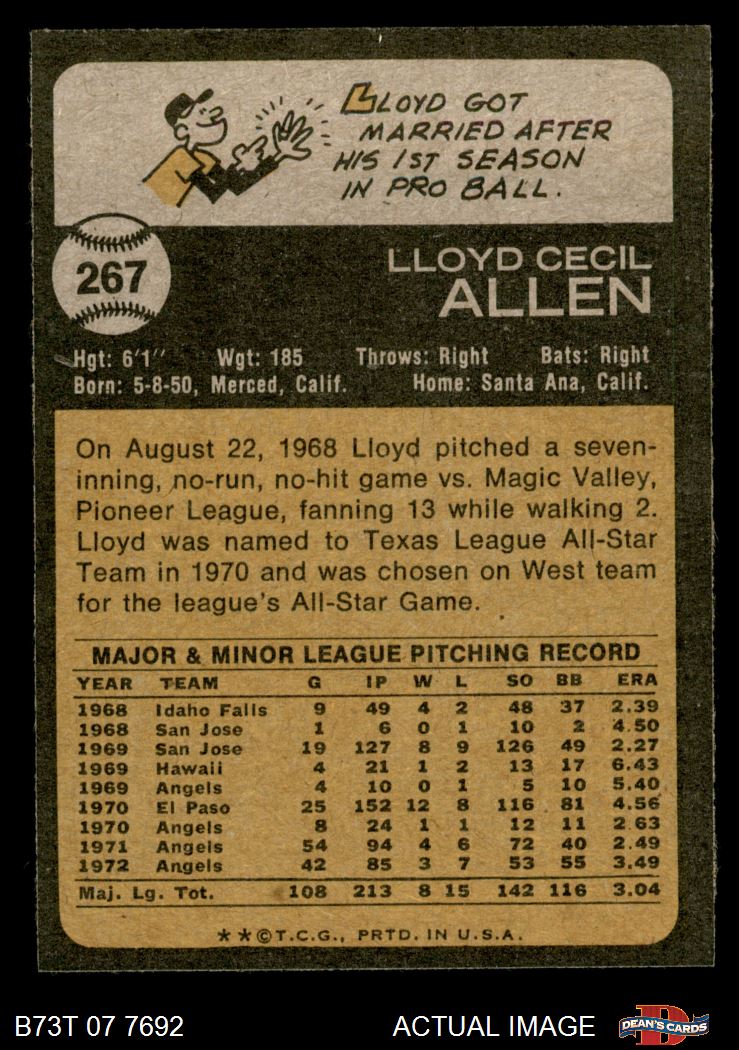 LLOYD GOT
MARRIED AFTER
HIS 1ST SEASON
IN PRO BALL.
267
LLOYD CECIL
ALLEN
Hgt: 6'1" Wgt: 185 Throws: Right Bats: Right
Born: 5-8-50, Merced, Calif. Home: Santa Ana, Calif.
On August 22, 1968 Lloyd pitched a seven-
inning, no-run, no-hit game vs. Magic Valley,
Pioneer League, fanning 13 while walking 2.
Lloyd was named to Texas League All-Star
Team in 1970 and was chosen on West team
for the league's All-Star Game.
MAJOR & MINOR LEAGUE PITCHING RECORD
YEAR TEAM G IP W L SO BB ERA
1968 Idaho Falls 9 49 4 2 48 37 2.39
1968 San Jose 1 6 0 1 10 2 4.50
1969 San Jose 19 127 8 9 126 49 2.27
1969 Hawaii 4 21 1 2 13 17 6.43
1969 Angels 4 10 0 1 5 10 5.40
1970 El Paso 25 152 12 8 116 81 4.56
1970 Angels 8 24 1 1 12 11 2.63
1971 Angels 54 94 4 6 72 40 2.49
1972 Angels 42 85 3 7 53 55 3.49
Maj. Lg. Tot. 108 213 8 15 142 116 3.04
**©T.C.G., PRTD. IN U.S.A.
B73T 07 7692 ACTUAL IMAGE D DEAN'S CARDS